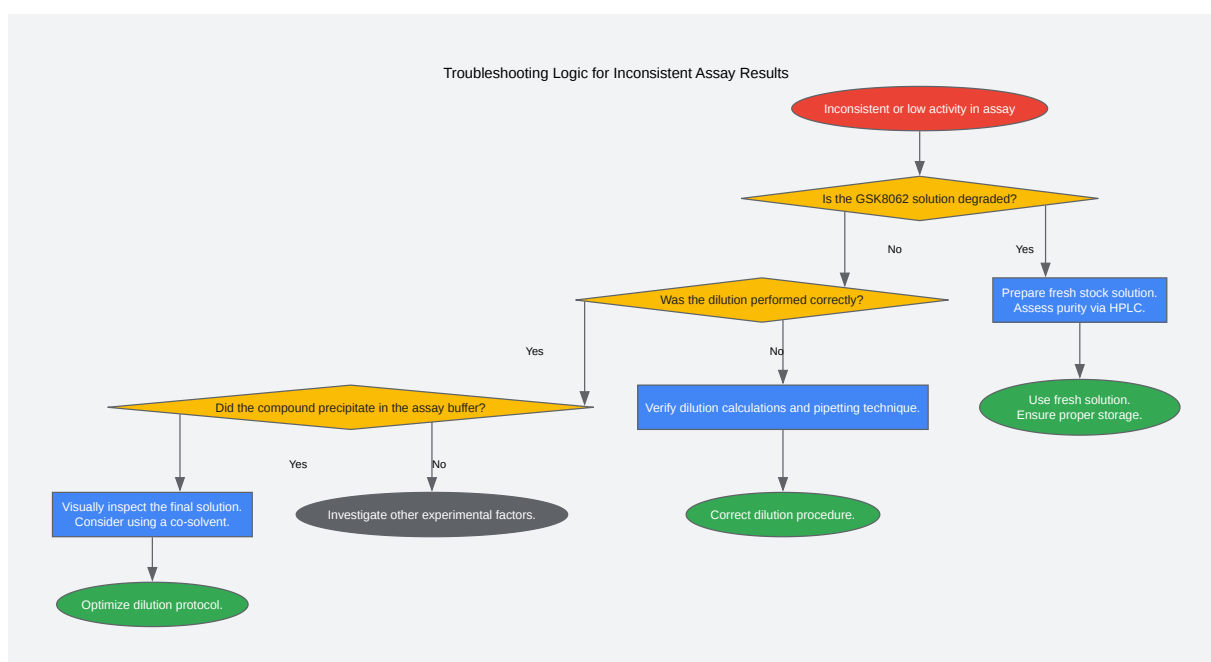 Troubleshooting Logic for Inconsistent Assay Results
Inconsistent or low activity in assay
Is the GSK8062 solution degraded?
No
Yes
Was the dilution performed correctly?
Prepare fresh stock solution.
Assess purity via HPLC.
Yes
No
Did the compound precipitate in the assay buffer?
Verify dilution calculations and pipetting technique.
Use fresh solution.
Ensure proper storage.
Yes
No
Visually inspect the final solution.
Consider using a co-solvent.
Investigate other experimental factors.
Correct dilution procedure.
Optimize dilution protocol.